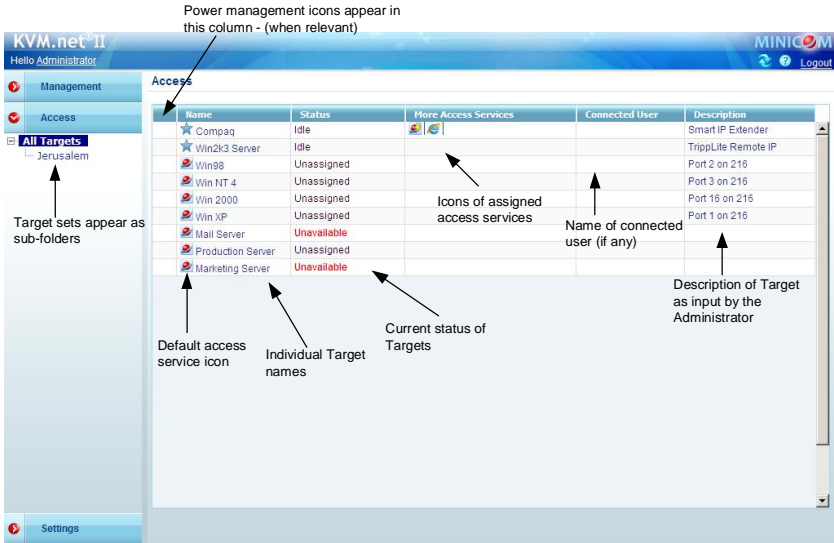 Power management icons appear in
this column - (when relevant)
KVM.net®II
MINICOM
Hello Administrator
Logout
Management
Access
Access
Name Status More Access Services Connected User Description
Compaq Idle Smart IP Extender
All Targets
Win2k3 Server Idle TrippLite Remote IP
Jerusalem
Win98 Unassigned Port 2 on 216
Win NT 4 Unassigned Port 3 on 216
Win 2000 Unassigned Port 16 on 216
Win XP Unassigned Port 1 on 216
Mail Server Unavailable
Production Server Unassigned
Marketing Server Unavailable
Target sets appear as
sub-folders
Icons of assigned
access services
Name of connected
user (if any)
Description of Target
as input by the
Administrator
Current status of
Targets
Default access
service icon
Individual Target
names
Settings